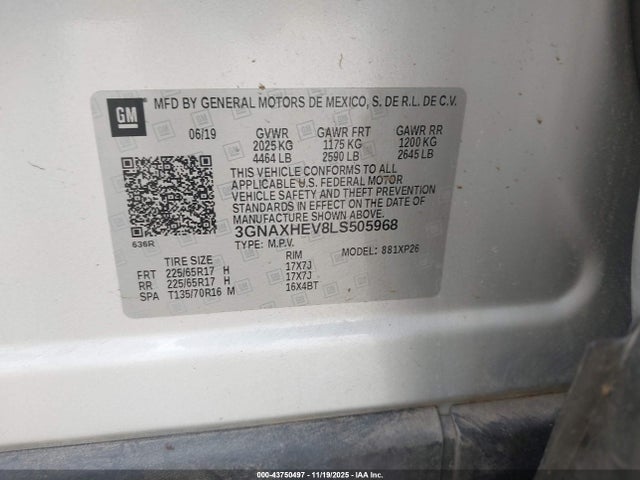 GM
MFD BY GENERAL MOTORS DE MEXICO, S. DE R.L. DE C.V.
06/19 GVWR GAWR FRT GAWR RR
2025 KG 1175 KG 1200 KG
4464 LB 2590 LB 2645 LB
THIS VEHICLE CONFORMS TO ALL
APPLICABLE U.S. FEDERAL MOTOR
VEHICLE SAFETY AND THEFT PREVENTION
STANDARDS IN EFFECT ON THE DATE OF
MANUFACTURE SHOWN ABOVE.
636R
3GNAXHEV8LS505968
TYPE: M.P.V. MODEL: 881XP26
TIRE SIZE RIM
FRT 225/65R17 H 17X7J
RR 225/65R17 H 17X7J
SPA T135/70R16 M 16X4BT
000-43750497 - 11/19/2025 - IAA Inc.